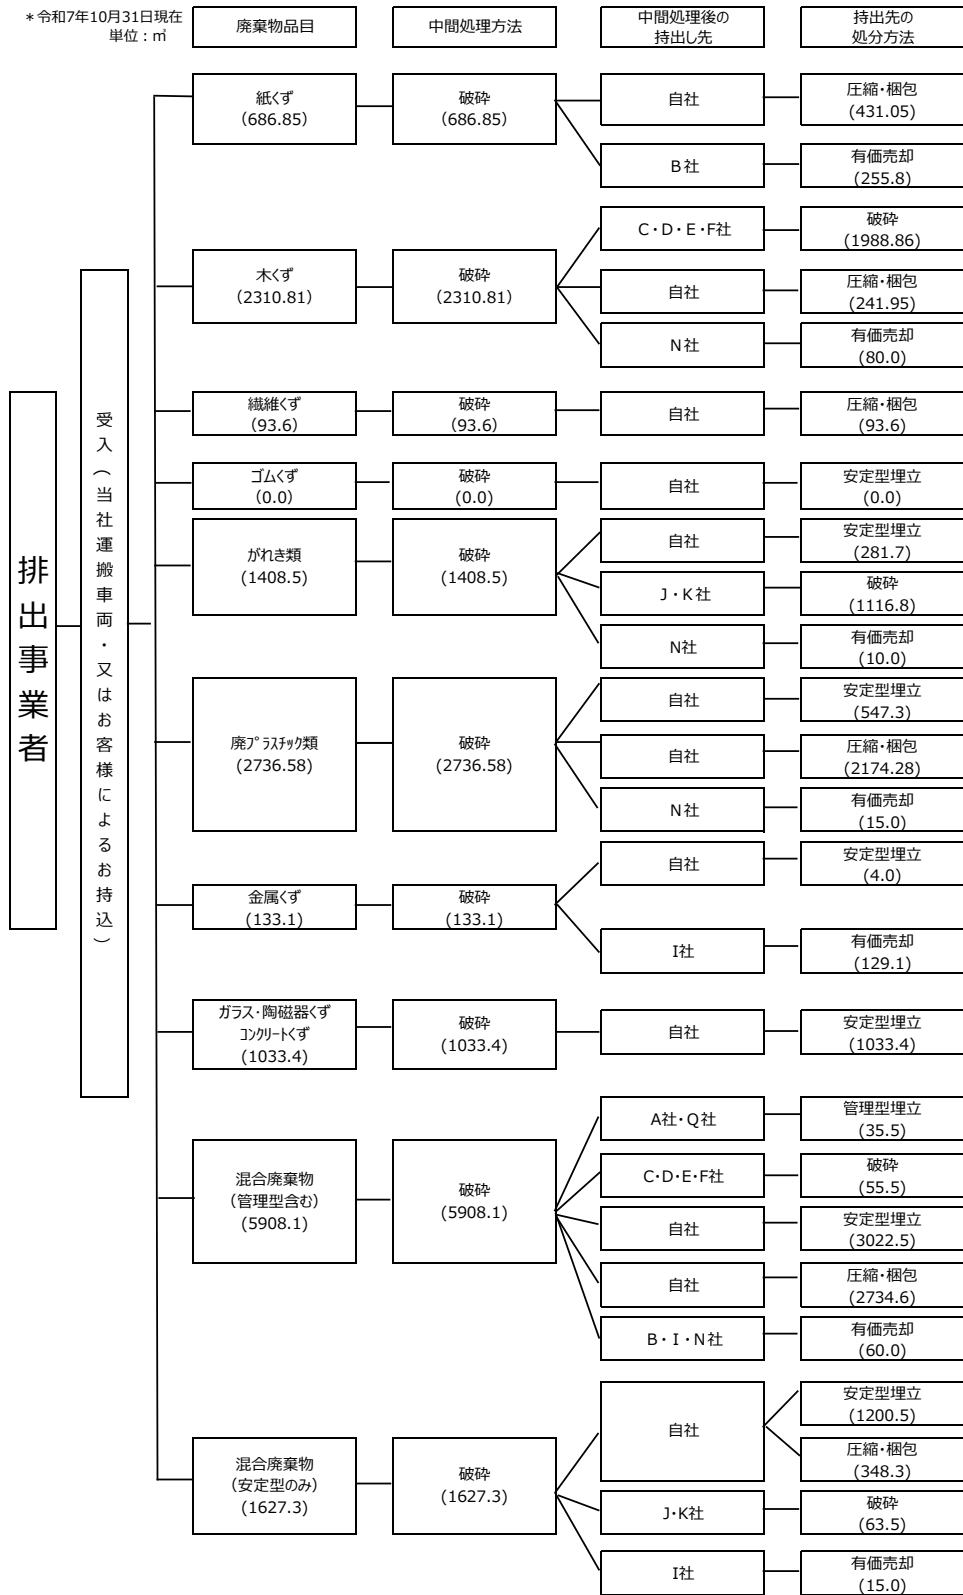 *令和7年10月31日現在
単位：㎥
廃棄物品目
中間処理方法
中間処理後の
持出し先
持出先の
処分方法
排出事業者
受入（当社運搬車両・又はお客様によるお持込）
紙くず
(686.85)
破砕
(686.85)
自社
圧縮・梱包
(431.05)
B社
有価売却
(255.8)
木くず
(2310.81)
破砕
(2310.81)
C・D・E・F社
破砕
(1988.86)
自社
圧縮・梱包
(241.95)
N社
有価売却
(80.0)
繊維くず
(93.6)
破砕
(93.6)
自社
圧縮・梱包
(93.6)
ゴムくず
(0.0)
破砕
(0.0)
自社
安定型埋立
(0.0)
がれき類
(1408.5)
破砕
(1408.5)
自社
安定型埋立
(281.7)
J・K社
破砕
(1116.8)
N社
有価売却
(10.0)
廃ﾌﾟﾗｽﾁｯｸ類
(2736.58)
破砕
(2736.58)
自社
安定型埋立
(547.3)
自社
圧縮・梱包
(2174.28)
N社
有価売却
(15.0)
金属くず
(133.1)
破砕
(133.1)
自社
安定型埋立
(4.0)
I社
有価売却
(129.1)
ガラス・陶磁器くず
ｺﾝｸﾘｰﾄくず
(1033.4)
破砕
(1033.4)
自社
安定型埋立
(1033.4)
混合廃棄物
(管理型含む)
(5908.1)
破砕
(5908.1)
A社・Q社
管理型埋立
(35.5)
C・D・E・F社
破砕
(55.5)
自社
安定型埋立
(3022.5)
自社
圧縮・梱包
(2734.6)
B・I・N社
有価売却
(60.0)
混合廃棄物
(安定型のみ)
(1627.3)
破砕
(1627.3)
自社
安定型埋立
(1200.5)
圧縮・梱包
(348.3)
J・K社
破砕
(63.5)
I社
有価売却
(15.0)